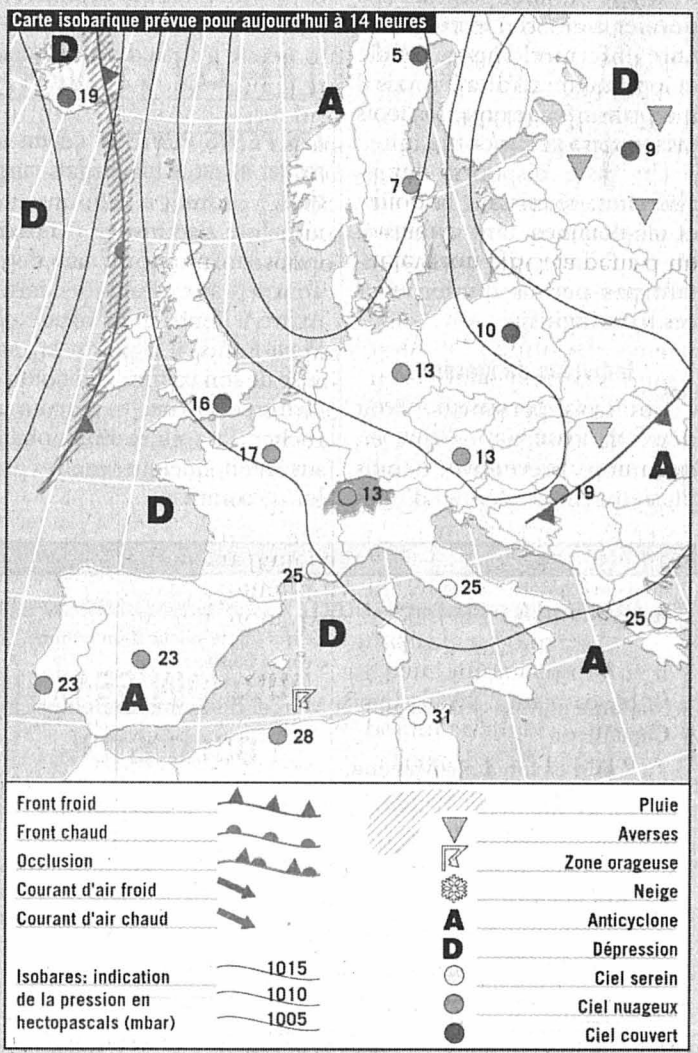 Carte isobarique prévue pour aujourd'hui à 14 heures
D
19
5
A
D
9
7
D
10
13
16
17
13
13
19
A
D
25
25
25
D
23
23
A
A
31
28
Front froid
Front chaud
Occlusion
Courant d'air froid
Courant d'air chaud
Isobares: indication
de la pression en
hectopascals (mbar)
1015
1010
1005
Pluie
Averses
Zone orageuse
Neige
A Anticyclone
D Dépression
Ciel serein
Ciel nuageux
Ciel couvert